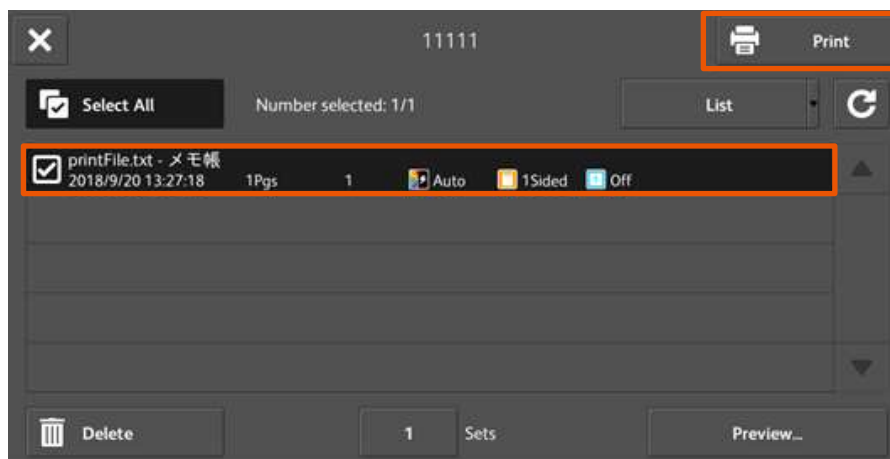 11111
Print
Select All
Number selected: 1/1
List
printFile.txt - メモ帳
2018/9/20 13:27:18 1Pgs 1 Auto 1Sided Off
Delete
1 Sets
Preview...